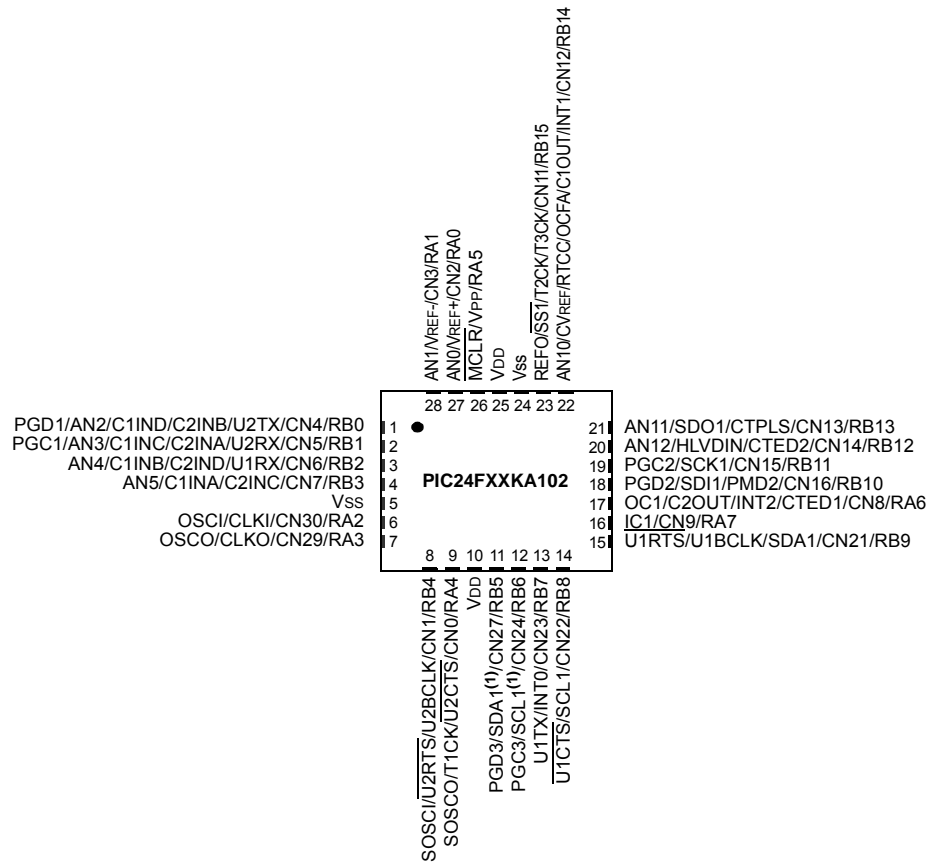 AN1/VREF-/CN3/RA1
AN0/VREF+/CN2/RA0
MCLR/VPP/RA5
VDD
Vss
REFO/SS1/T2CK/T3CK/CN11/RB15
AN10/CVREF/RTCC/OCFA/C1OUT/INT1/CN12/RB14
28 27 26 25 24 23 22
PGD1/AN2/C1IND/C2INB/U2TX/CN4/RB0 1
PGC1/AN3/C1INC/C2INA/U2RX/CN5/RB1 2
AN4/C1INB/C2IND/U1RX/CN6/RB2 3
AN5/C1INA/C2INC/CN7/RB3 4
Vss 5
OSCI/CLKI/CN30/RA2 6
OSCO/CLKO/CN29/RA3 7
PIC24FXXKA102
21 AN11/SDO1/CTPLS/CN13/RB13
20 AN12/HLVDIN/CTED2/CN14/RB12
19 PGC2/SCK1/CN15/RB11
18 PGD2/SDI1/PMD2/CN16/RB10
17 OC1/C2OUT/INT2/CTED1/CN8/RA6
16 IC1/CN9/RA7
15 U1RTS/U1BCLK/SDA1/CN21/RB9
8 9 10 11 12 13 14
SOSCI/U2RTS/U2BCLK/CN1/RB4
SOSCO/T1CK/U2CTS/CN0/RA4
VDD
PGD3/SDA1(1)/CN27/RB5
PGC3/SCL1(1)/CN24/RB6
U1TX/INT0/CN23/RB7
U1CTS/SCL1/CN22/RB8